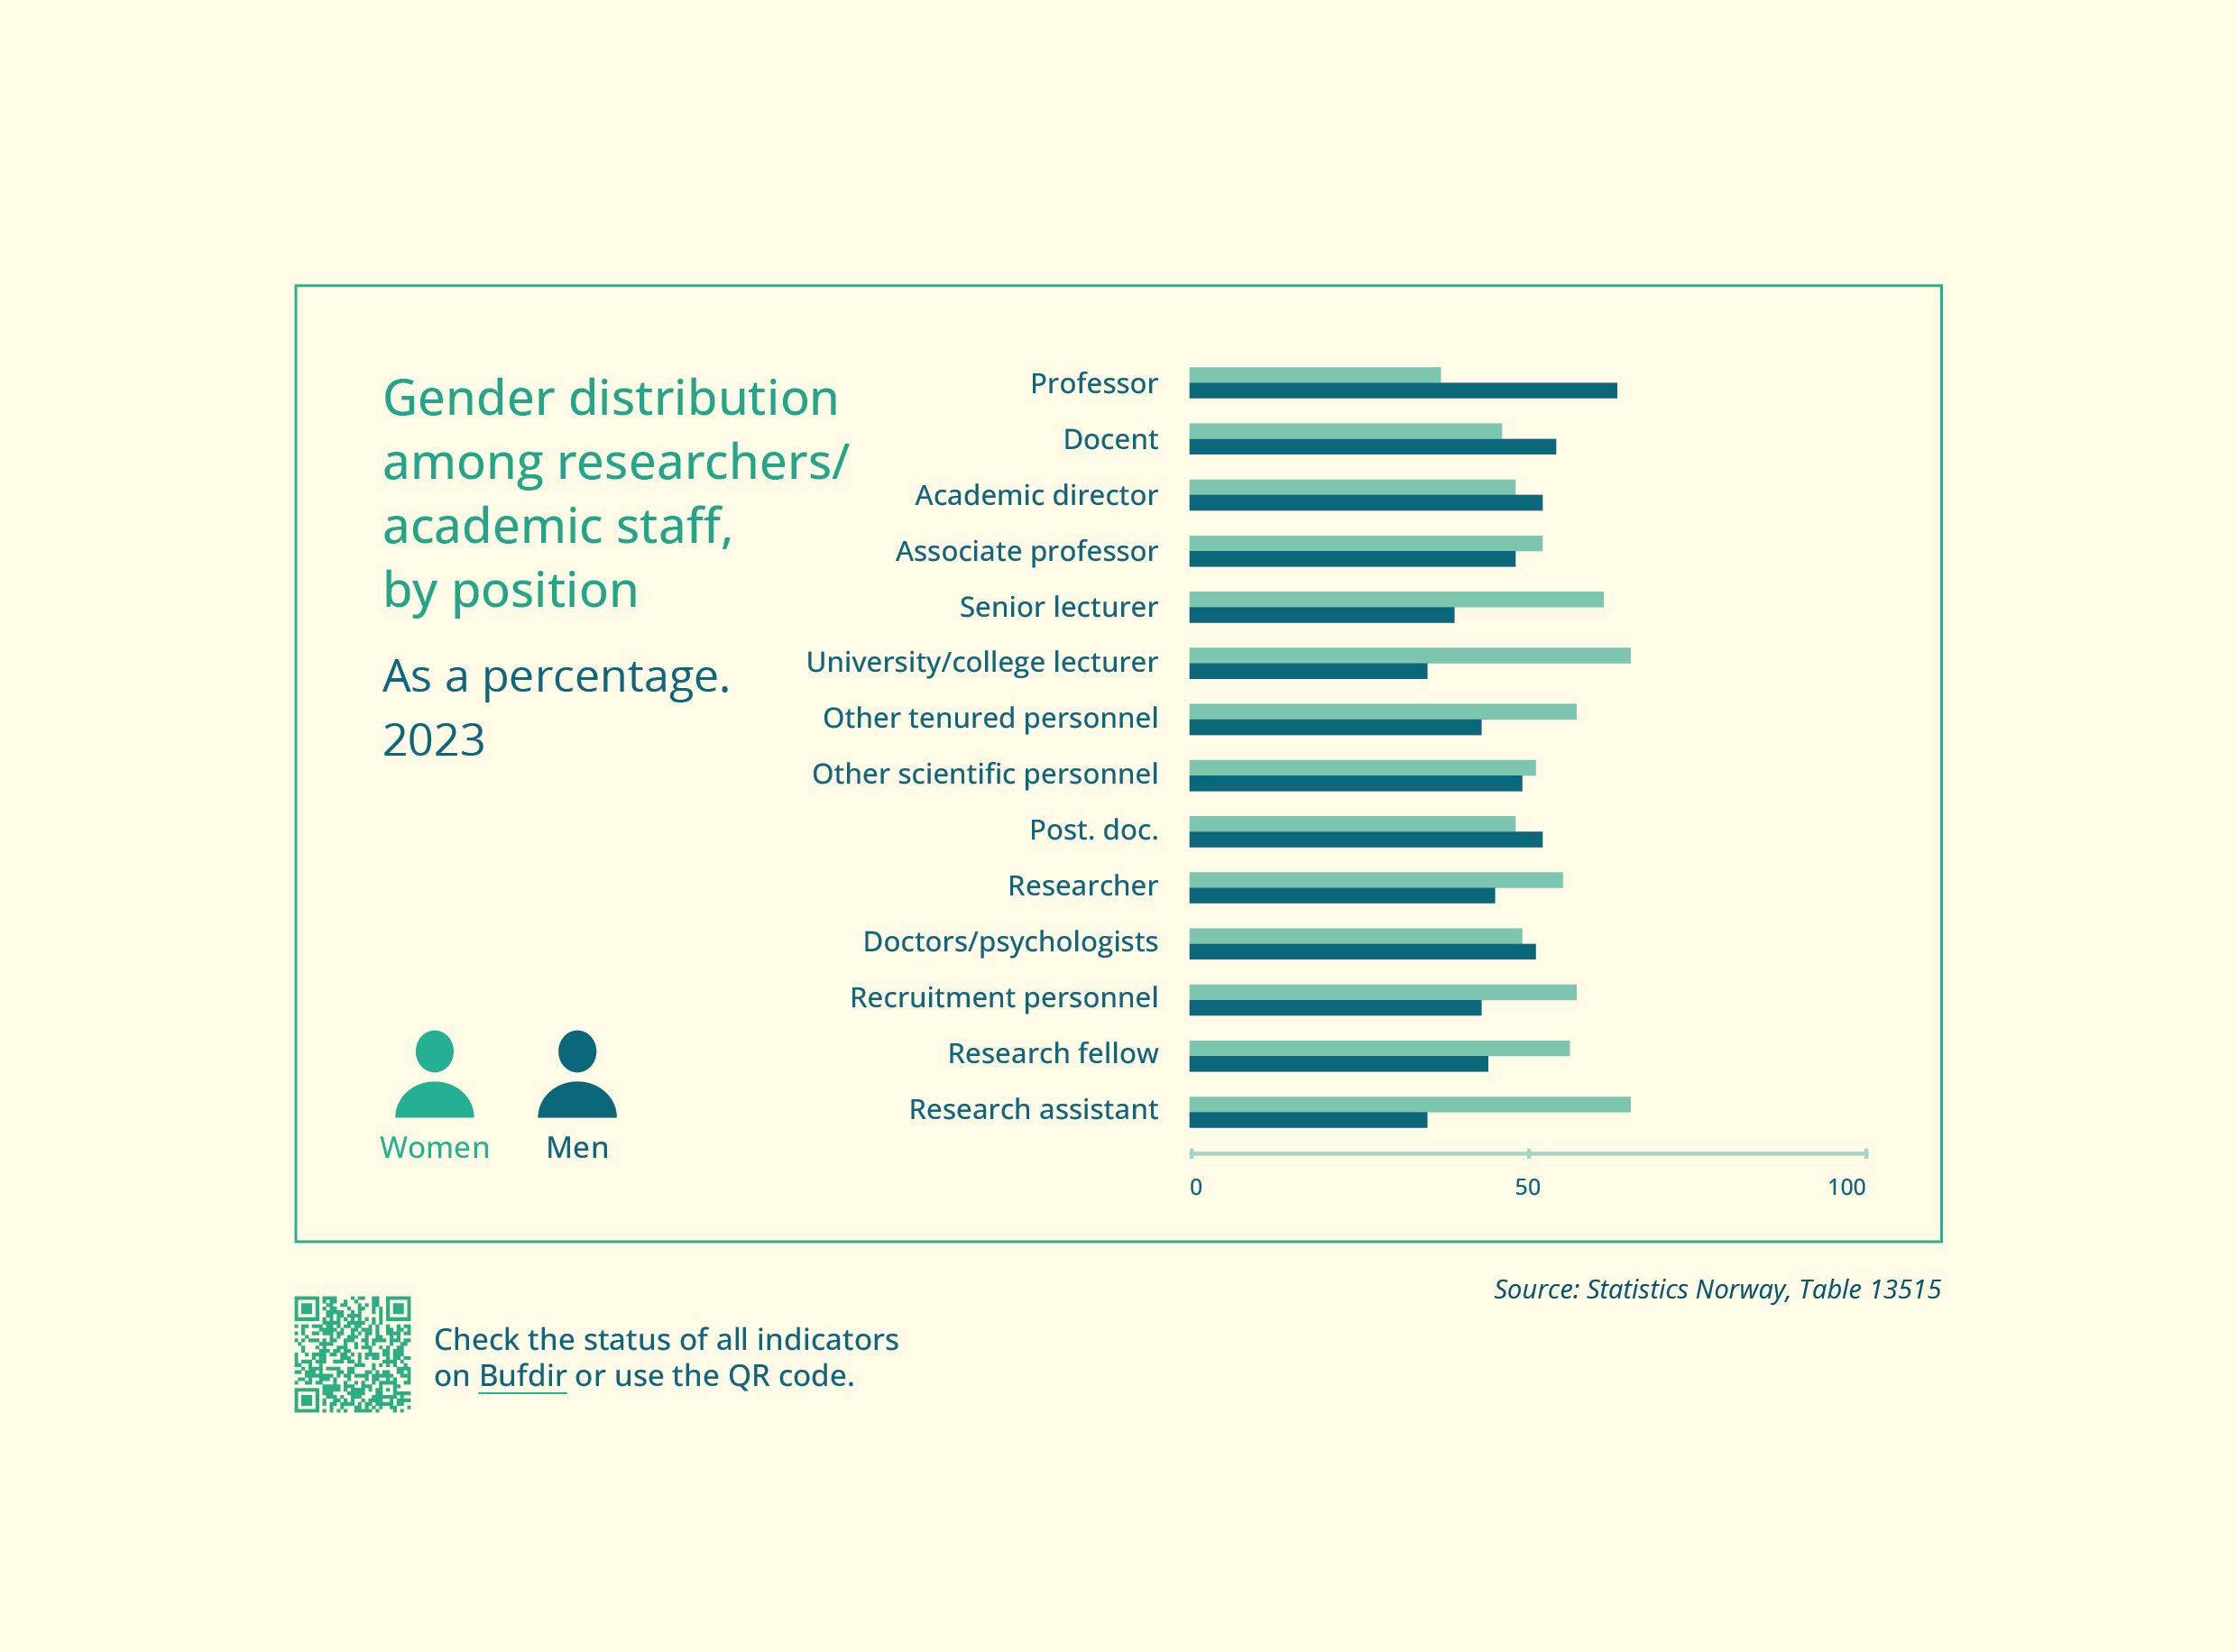 Gender distribution
among researchers/
academic staff,
by position
As a percentage.
2023
Women
Men
Professor
Docent
Academic director
Associate professor
Senior lecturer
University/college lecturer
Other tenured personnel
Other scientific personnel
Post. doc.
Researcher
Doctors/psychologists
Recruitment personnel
Research fellow
Research assistant
0 50 100
Source: Statistics Norway, Table 13515
Check the status of all indicators
on Bufdir or use the QR code.